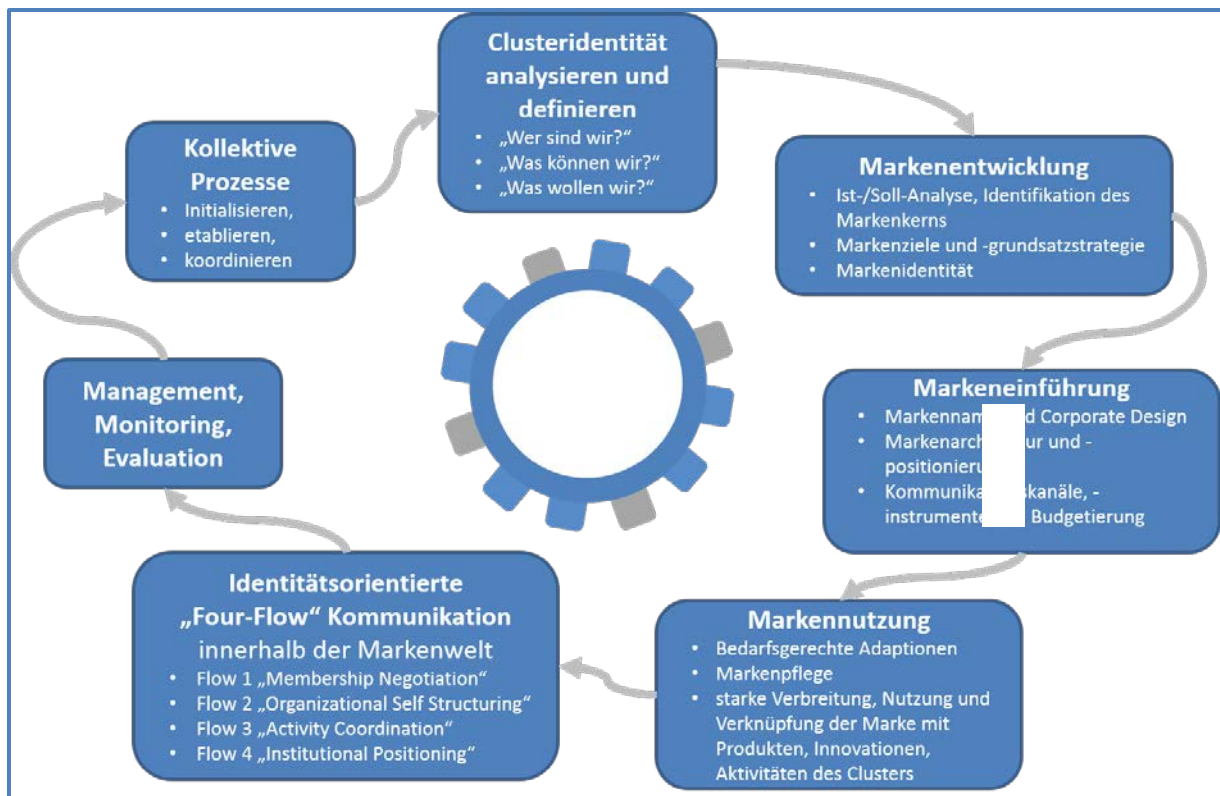 Clusteridentität
analysieren und
definieren
• „Wer sind wir?“
• „Was können wir?“
• „Was wollen wir?“
Markenentwicklung
• Ist-/Soll-Analyse, Identifikation des
Markenkerns
• Markenziele und -grundsatzstrategie
• Markenidentität
Markeneinführung
• Corporate Design
• und -
•
Budgetierung
Markennutzung
• Bedarfsgerechte Adaptionen
• Markenpflege
• starke Verbreitung, Nutzung und
Verknüpfung der Marke mit
Produkten, Innovationen,
Aktivitäten des Clusters
Identitätsorientierte
„Four-Flow“ Kommunikation
innerhalb der Markenwelt
• Flow 1 „Membership Negotiation“
• Flow 2 „Organizational Self Structuring“
• Flow 3 „Activity Coordination“
• Flow 4 „Institutional Positioning“
Management,
Monitoring,
Evaluation
Kollektive
Prozesse
• Initialisieren,
• etablieren,
• koordinieren